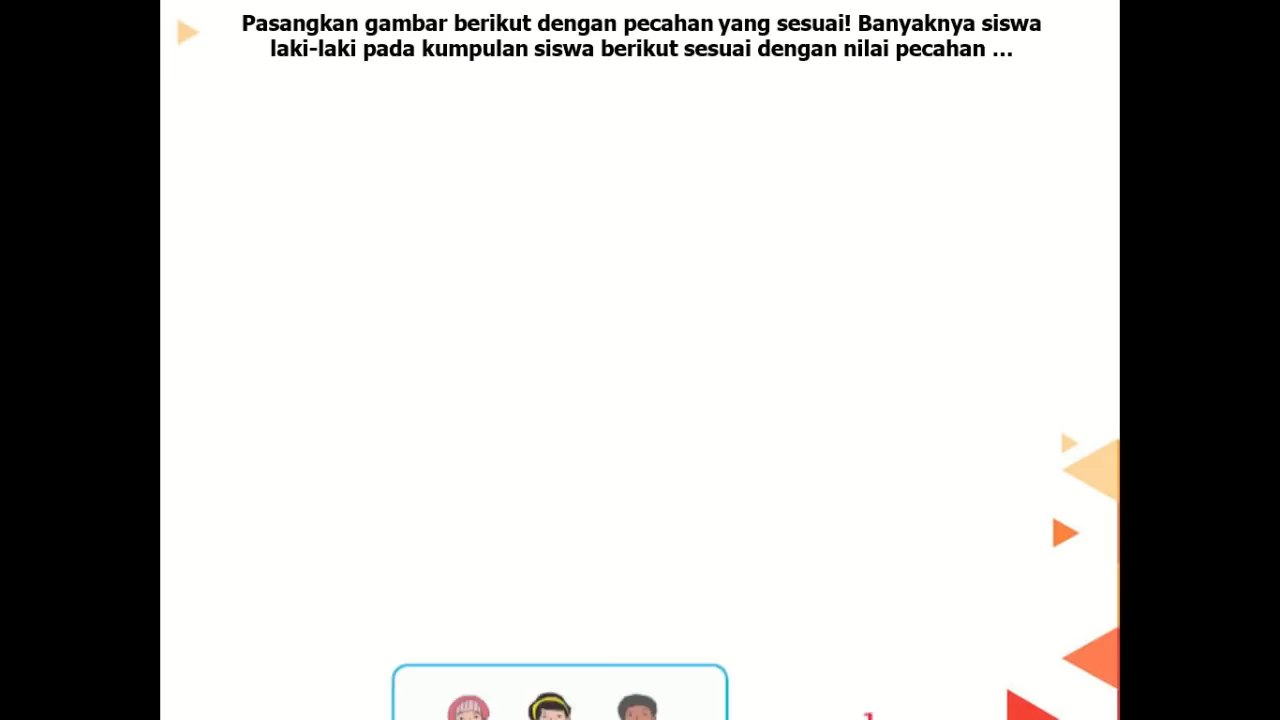 Pasangkan gambar berikut dengan pecahan yang sesuai! Banyaknya siswa
laki-laki pada kumpulan siswa berikut sesuai dengan nilai pecahan ...